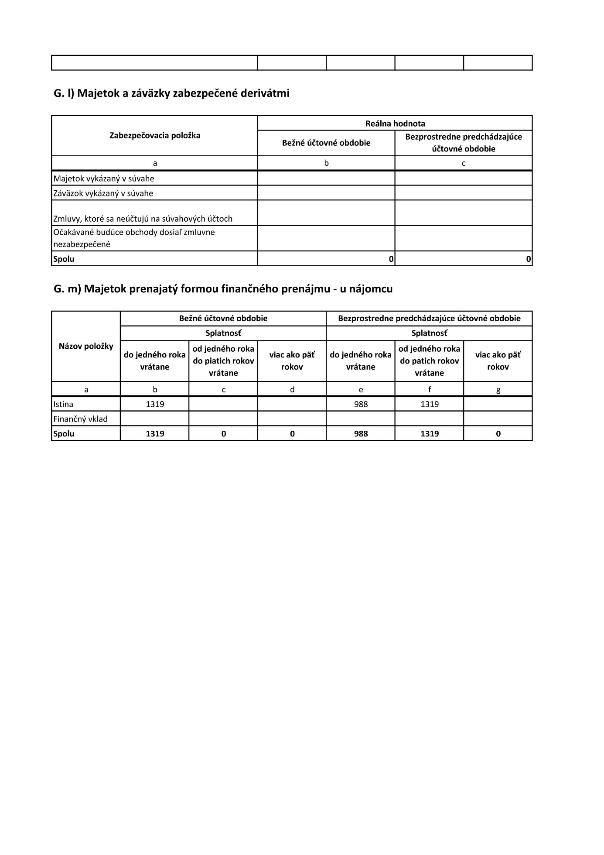 G. l) Majetok a záväzky zabezpečené derivátmi
Zabezpečovacia položka
Reálna hodnota
Bežné účtovné obdobie
Bezprostredne predchádzajúce
účtovné obdobie
a b c
Majetok vykázaný v súvahe
Záväzok vykázaný v súvahe
Zmluvy, ktoré sa neúčtujú na súvahových účtoch
Očakávané budúce obchody dosiaľ zmluvne
nezabezpečené
Spolu 0 0
G. m) Majetok prenajatý formou finančného prenájmu - u nájomcu
Názov položky
Bežné účtovné obdobie Bezprostredne predchádzajúce účtovné obdobie
Splatnosť Splatnosť
do jedného roka
vrátane
od jedného roka
do piatich rokov
vrátane
viac ako päť
rokov
do jedného roka
vrátane
od jedného roka
do patich rokov
vrátane
viac ako päť
rokov
a b c d e f g
Istina 1319 988 1319
Finančný vklad
Spolu 1319 0 0 988 1319 0